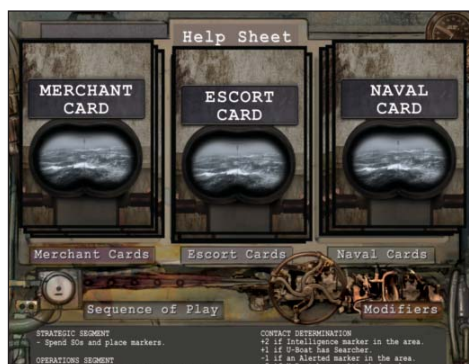 Help Sheet
MERCHANT
CARD
ESCORT
CARD
NAVAL
CARD
Merchant Cards
Escort Cards
Naval Cards
Sequence of Play
Modifiers
STRATEGIC SEGMENT
- Spend SOs and place markers.
OPERATIONS SEGMENT
CONTACT DETERMINATION
+2 if Intelligence marker in the area.
+1 if U-Boat has Searcher.
-1 if an Alerted marker in the area.